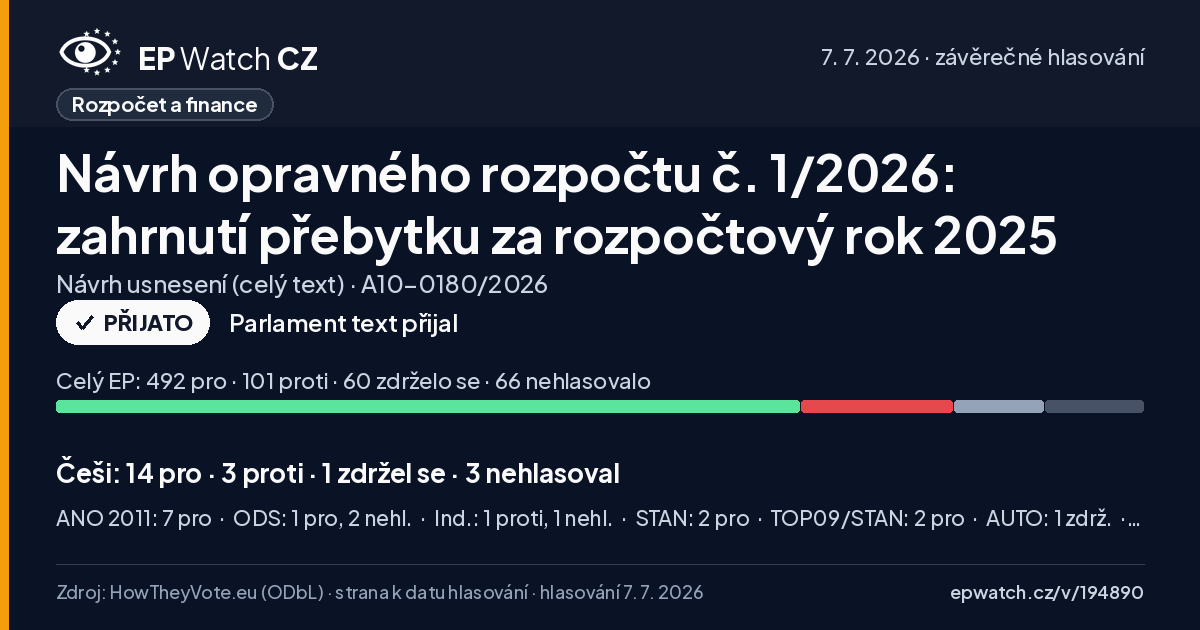 EP Watch CZ
7. 7. 2026 · závěrečné hlasování
Rozpočet a finance
Návrh opravného rozpočtu č. 1/2026:
zahrnutí přebytku za rozpočtový rok 2025
Návrh usnesení (celý text) · A10–0180/2026
✓ PŘIJATO Parlament text přijal
Celý EP: 492 pro · 101 proti · 60 zdrželo se · 66 nehlasovalo
Češi: 14 pro · 3 proti · 1 zdržel se · 3 nehlasoval
ANO 2011: 7 pro · ODS: 1 pro, 2 nehl. · Ind.: 1 proti, 1 nehl. · STAN: 2 pro · TOP09/STAN: 2 pro · AUTO: 1 zdrž. ·…
Zdroj: HowTheyVote.eu (ODbL) · strana k datu hlasování · hlasování 7. 7. 2026
epwatch.cz/v/194890